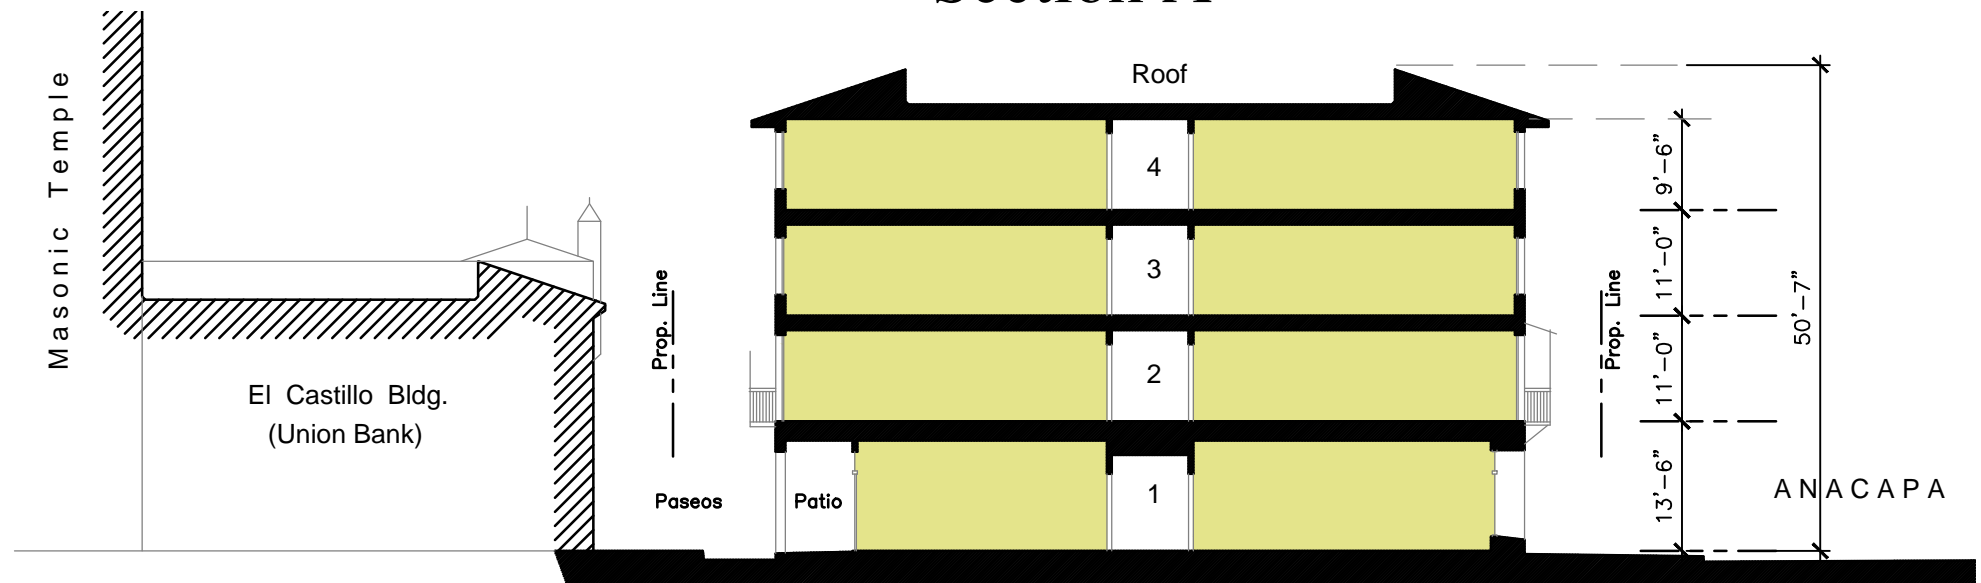 Section A
Roof
Masonic Temple
4
3
2
1
9'-6"
11'-0"
11'-0"
13'-6"
50'-7"
Prop. Line
Prop. Line
El Castillo Bldg.
(Union Bank)
Paseos
Patio
ANACAPA